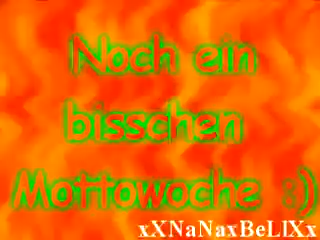 Noch ein
bisschen
Mottowoche :)
xXNaNaxBeLlXx